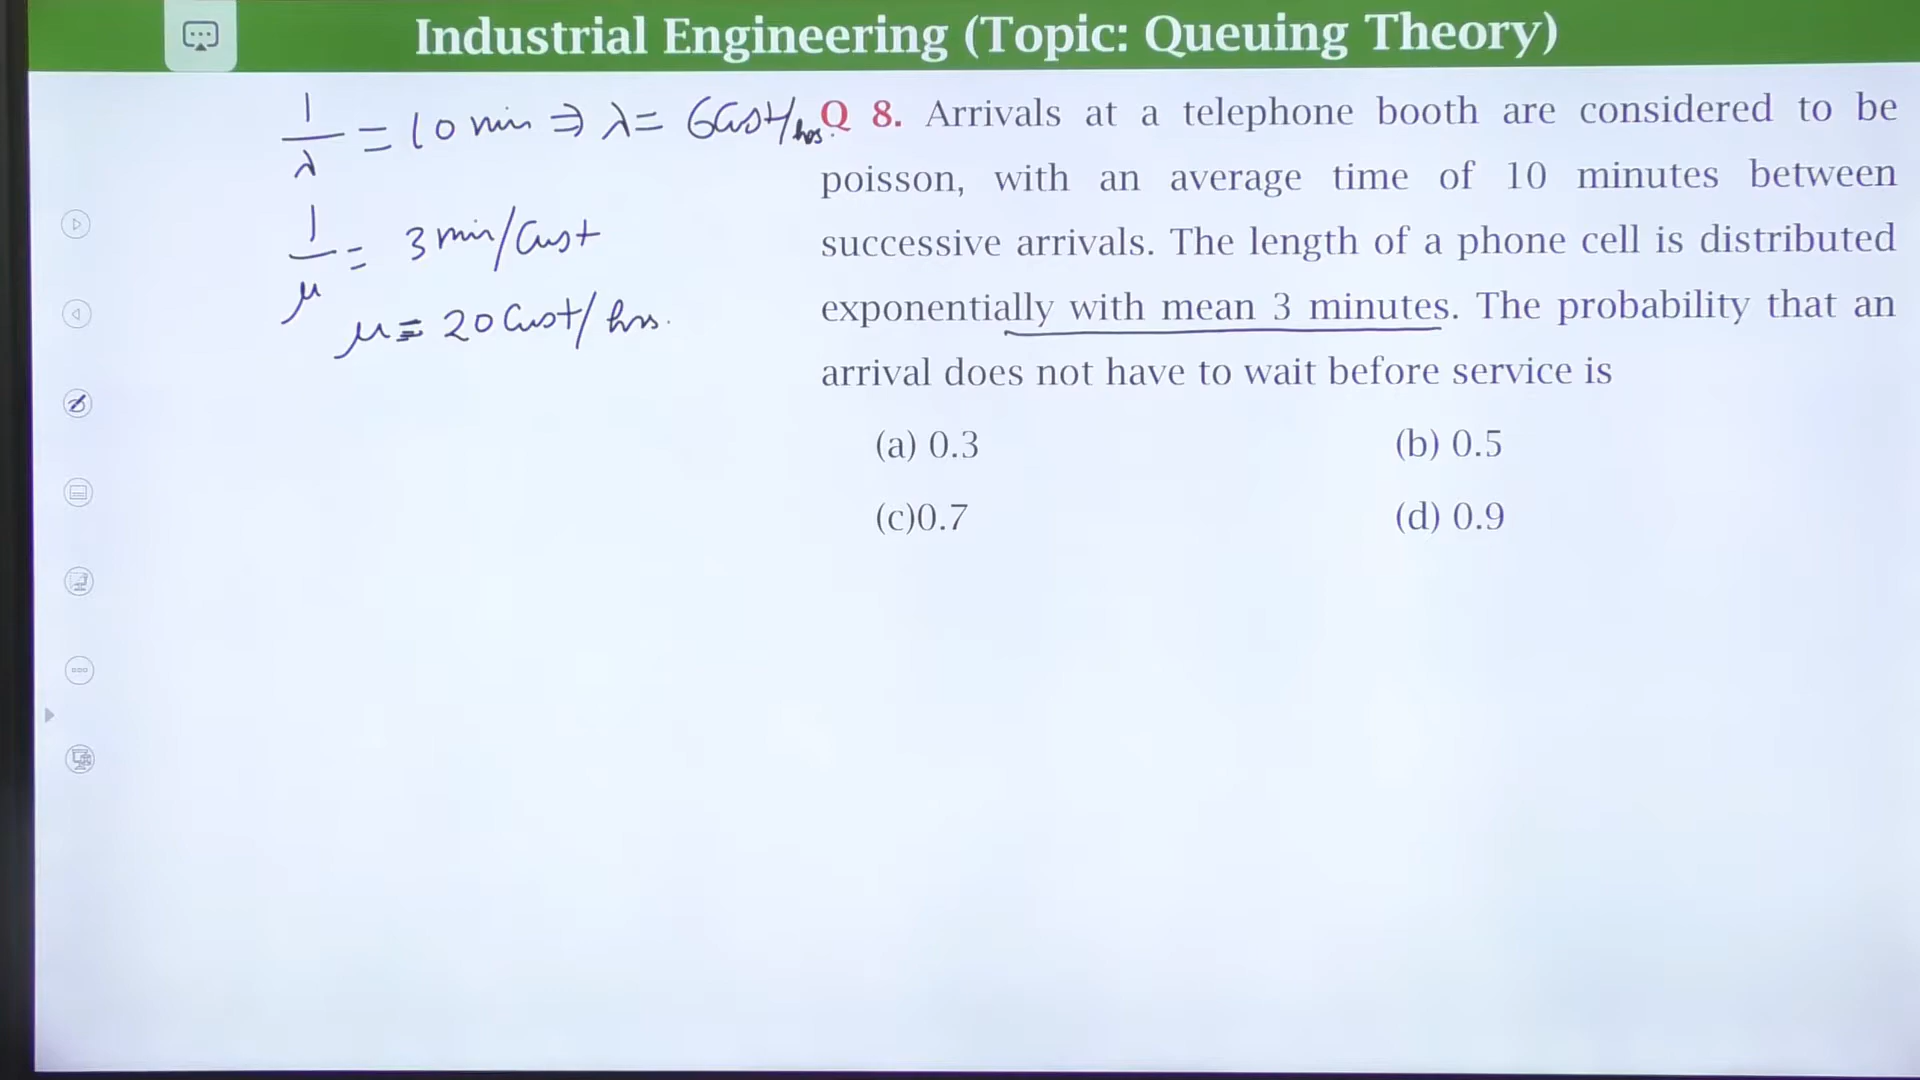 Industrial Engineering (Topic: Queuing Theory)
1/λ = 10 min ⇒ λ = 6 Cust/hrs.
1/μ = 3 min/Cust
μ = 20 Cust/hrs.
Q 8. Arrivals at a telephone booth are considered to be
poisson, with an average time of 10 minutes between
successive arrivals. The length of a phone cell is distributed
exponentially with mean 3 minutes. The probability that an
arrival does not have to wait before service is
(a) 0.3
(b) 0.5
(c)0.7
(d) 0.9